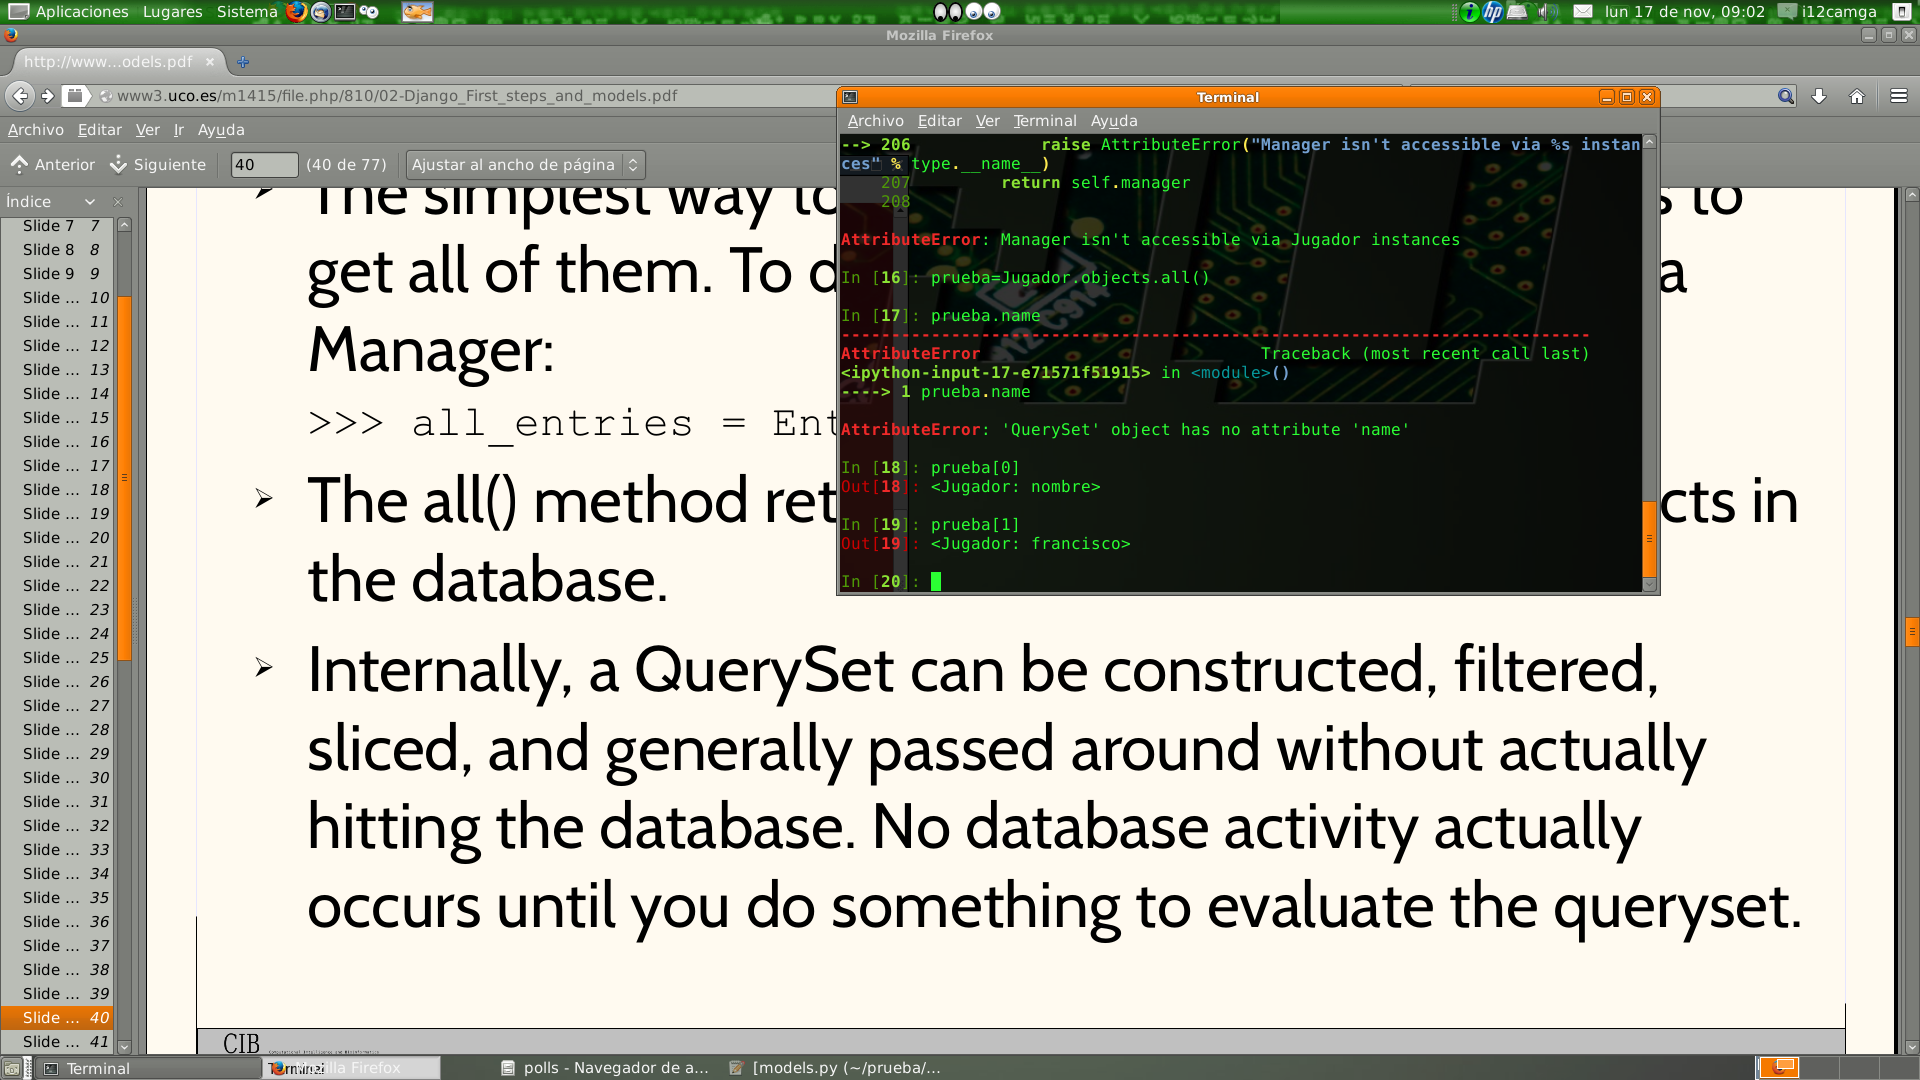 Aplicaciones Lugares Sistema
lun 17 de nov, 09:02 i12camga
Mozilla Firefox
http://www...odels.pdf
www3.uco.es/m1415/file.php/810/02-Django_First_steps_and_models.pdf
Archivo Editar Ver Ir Ayuda
Anterior Siguiente 40 (40 de 77) Ajustar al ancho de página
Índice
Slide 7 7
Slide 8 8
Slide 9 9
Slide ... 10
Slide ... 11
Slide ... 12
Slide ... 13
Slide ... 14
Slide ... 15
Slide ... 16
Slide ... 17
Slide ... 18
Slide ... 19
Slide ... 20
Slide ... 21
Slide ... 22
Slide ... 23
Slide ... 24
Slide ... 25
Slide ... 26
Slide ... 27
Slide ... 28
Slide ... 29
Slide ... 30
Slide ... 31
Slide ... 32
Slide ... 33
Slide ... 34
Slide ... 35
Slide ... 36
Slide ... 37
Slide ... 38
Slide ... 39
Slide ... 40
Slide ... 41
The simplest way to
s to
get all of them. To d
a
Manager:
>>> all_entries = Ent
➢ The all() method ret
cts in
the database.
➢ Internally, a QuerySet can be constructed, filtered,
sliced, and generally passed around without actually
hitting the database. No database activity actually
occurs until you do something to evaluate the queryset.
CIB
Terminal
Archivo Editar Ver Terminal Ayuda
--> 206 raise AttributeError("Manager isn't accessible via %s instan
ces" % type.__name__)
207 return self.manager
208
AttributeError: Manager isn't accessible via Jugador instances
In [16]: prueba=Jugador.objects.all()
In [17]: prueba.name
---------------------------------------------------------------------------
AttributeError Traceback (most recent call last)
<ipython-input-17-e71571f51915> in <module>()
----> 1 prueba.name
AttributeError: 'QuerySet' object has no attribute 'name'
In [18]: prueba[0]
Out[18]: <Jugador: nombre>
In [19]: prueba[1]
Out[19]: <Jugador: francisco>
In [20]:
Terminal
polls - Navegador de a...
[models.py (~/prueba/...